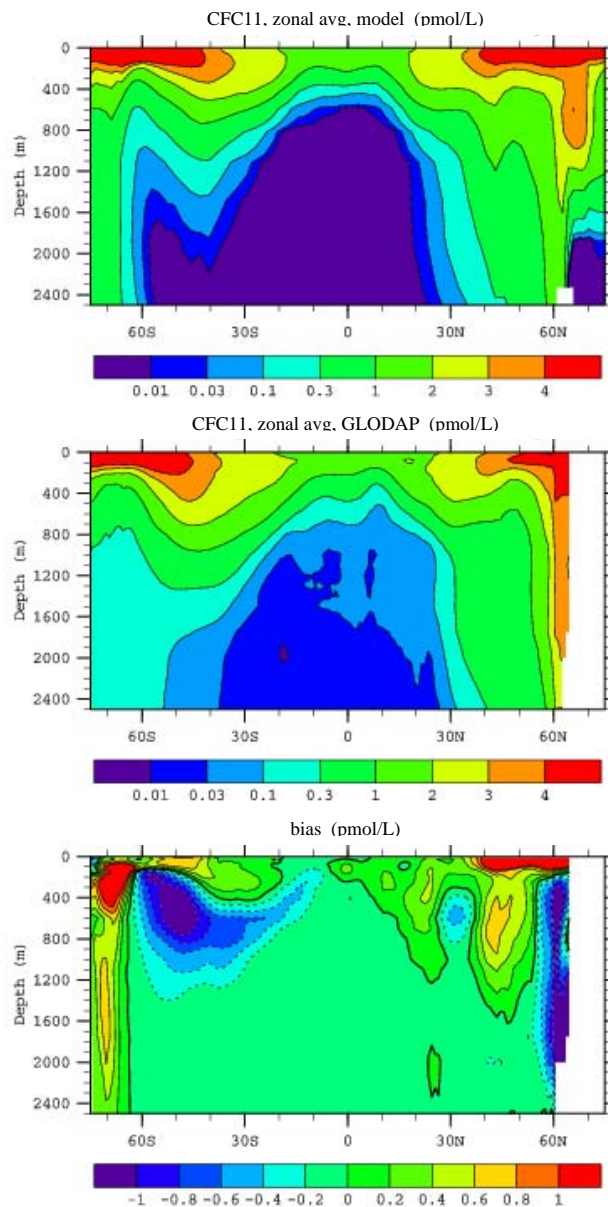 CFC11, zonal avg, model (pmol/L)
0
400
800
1200
1600
2000
2400
Depth (m)
60S 30S 0 30N 60N
0.01 0.03 0.1 0.3 1 2 3 4
CFC11, zonal avg, GLODAP (pmol/L)
0
400
800
1200
1600
2000
2400
Depth (m)
60S 30S 0 30N 60N
0.01 0.03 0.1 0.3 1 2 3 4
bias (pmol/L)
0
400
800
1200
1600
2000
2400
Depth (m)
60S 30S 0 30N 60N
-1 -0.8 -0.6 -0.4 -0.2 0 0.2 0.4 0.6 0.8 1